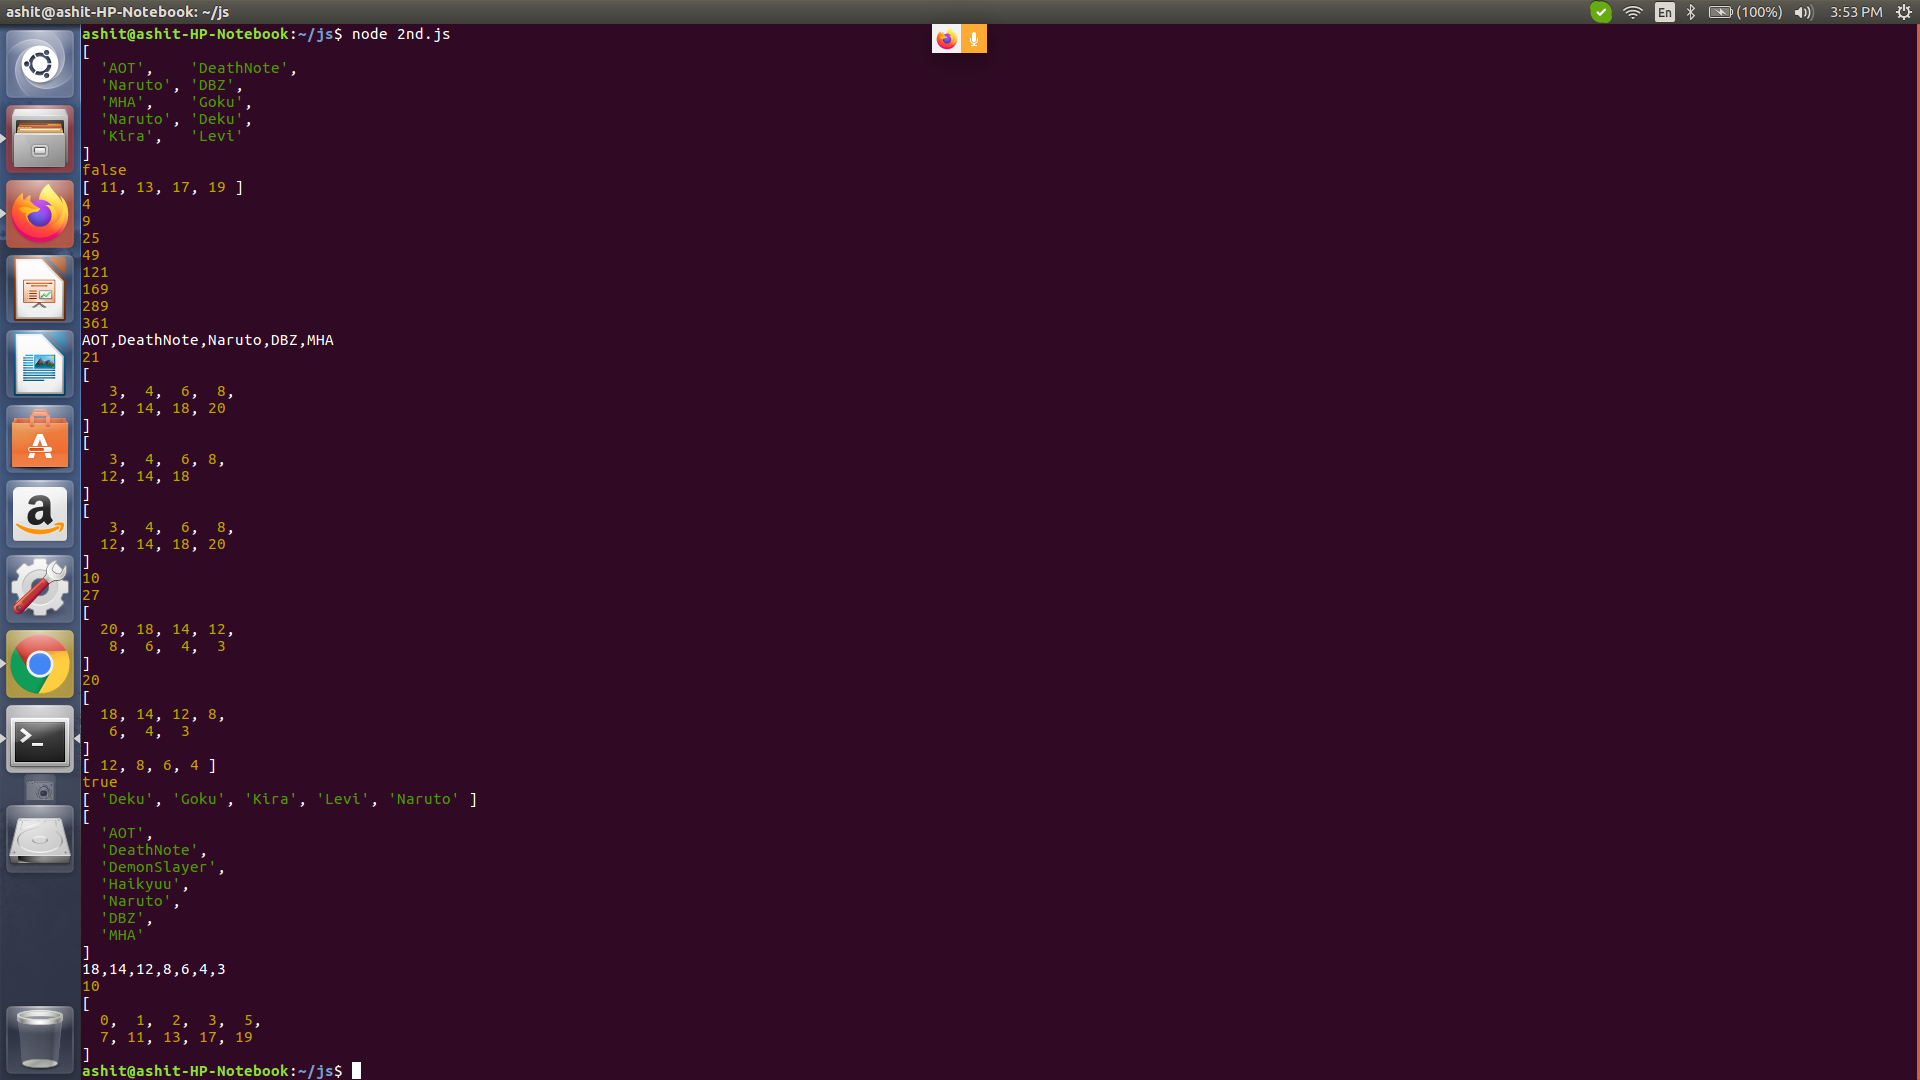 ashit@ashit-HP-Notebook: ~/js
En
(100%)
3:53 PM
ashit@ashit-HP-Notebook:~/js$ node 2nd.js
[
  'AOT',    'DeathNote',
  'Naruto', 'DBZ',
  'MHA',    'Goku',
  'Naruto', 'Deku',
  'Kira',   'Levi'
]
false
[ 11, 13, 17, 19 ]
4
9
25
49
121
169
289
361
AOT,DeathNote,Naruto,DBZ,MHA
21
[
   3,  4,  6,  8,
  12, 14, 18, 20
]
[
   3,  4,  6, 8,
  12, 14, 18
]
[
   3,  4,  6,  8,
  12, 14, 18, 20
]
10
27
[
  20, 18, 14, 12,
   8,  6,  4,  3
]
20
[
  18, 14, 12, 8,
   6,  4,  3
]
[ 12, 8, 6, 4 ]
true
[ 'Deku', 'Goku', 'Kira', 'Levi', 'Naruto' ]
[
  'AOT',
  'DeathNote',
  'DemonSlayer',
  'Haikyuu',
  'Naruto',
  'DBZ',
  'MHA'
]
18,14,12,8,6,4,3
10
[
  0,  1,  2,  3,  5,
  7, 11, 13, 17, 19
]
ashit@ashit-HP-Notebook:~/js$